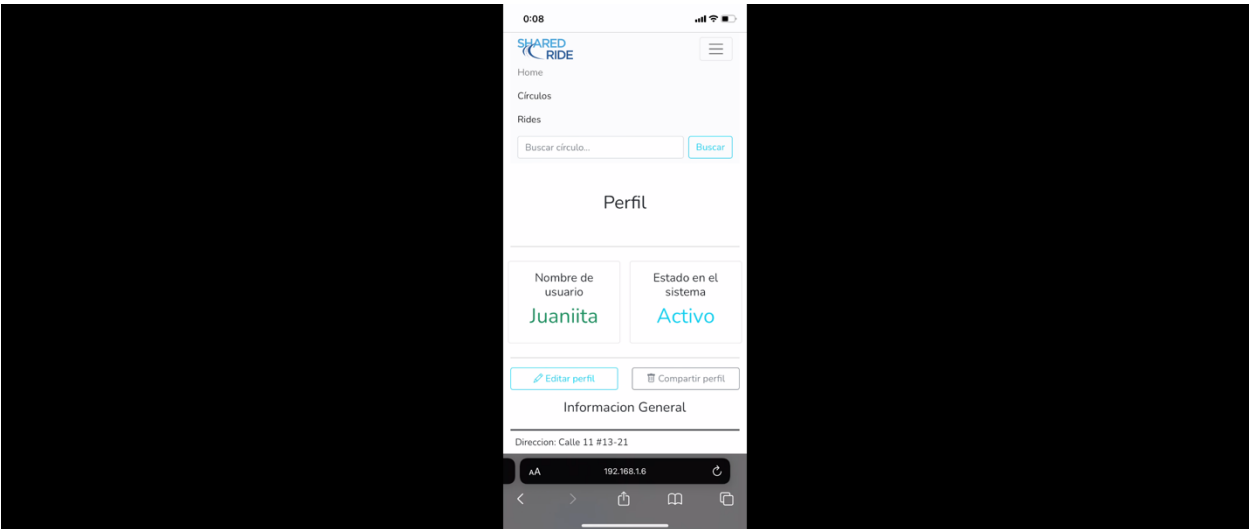 0:08
SHARED
RIDE
Home
Círculos
Rides
Buscar círculo... Buscar
Perfil
Nombre de
usuario
Juaniita
Estado en el
sistema
Activo
Editar perfil
Compartir perfil
Informacion General
Direccion: Calle 11 #13-21
AA 192.168.1.6